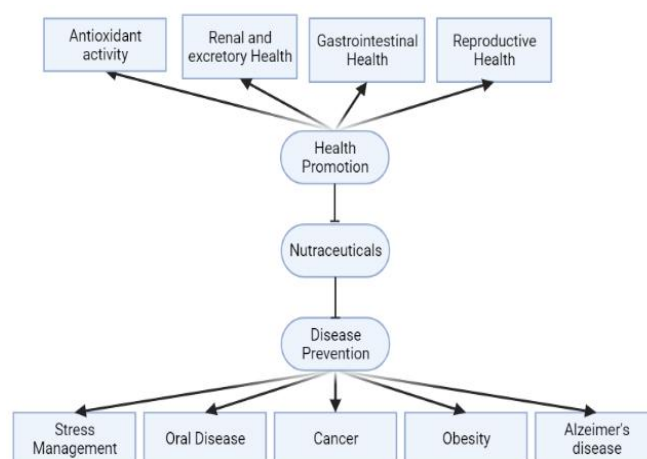 Antioxidant
activity
Renal and
excretory Health
Gastrointestinal
Health
Reproductive
Health
Health
Promotion
Nutraceuticals
Disease
Prevention
Stress
Management
Oral Disease
Cancer
Obesity
Alzeimer's
disease